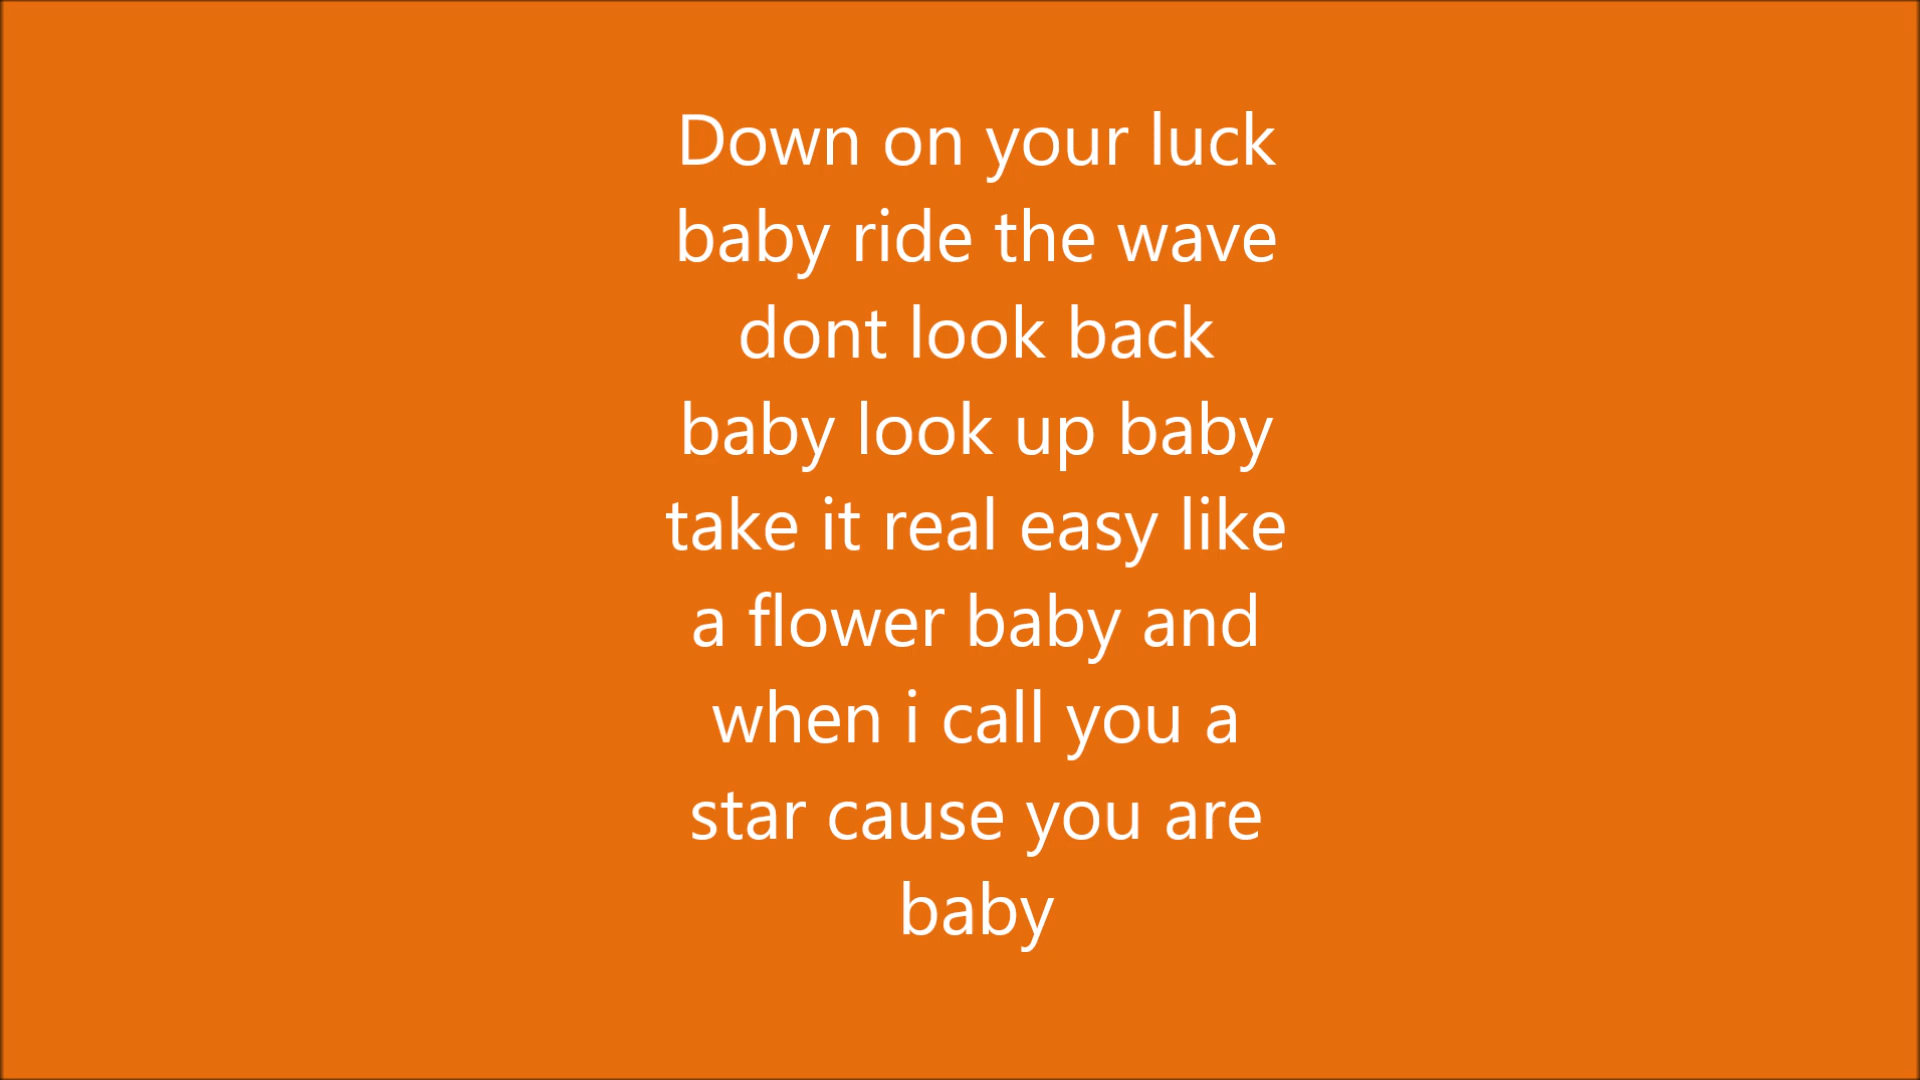 Down on your luck
baby ride the wave
dont look back
baby look up baby
take it real easy like
a flower baby and
when i call you a
star cause you are
baby